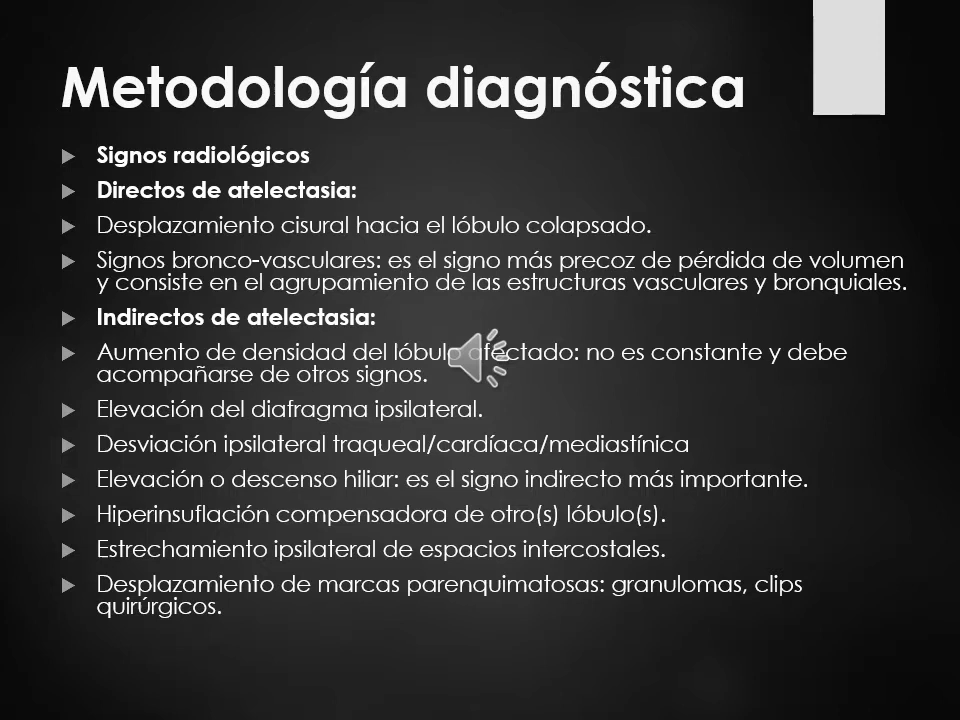 Metodología diagnóstica
Signos radiológicos
Directos de atelectasia:
Desplazamiento cisural hacia el lóbulo colapsado.
Signos bronco-vasculares: es el signo más precoz de pérdida de volumen
y consiste en el agrupamiento de las estructuras vasculares y bronquiales.
Indirectos de atelectasia:
Aumento de densidad del lóbulo afectado: no es constante y debe
acompañarse de otros signos.
Elevación del diafragma ipsilateral.
Desviación ipsilateral traqueal/cardíaca/mediastínica
Elevación o descenso hiliar: es el signo indirecto más importante.
Hiperinsuflación compensadora de otro(s) lóbulo(s).
Estrechamiento ipsilateral de espacios intercostales.
Desplazamiento de marcas parenquimatosas: granulomas, clips
quirúrgicos.